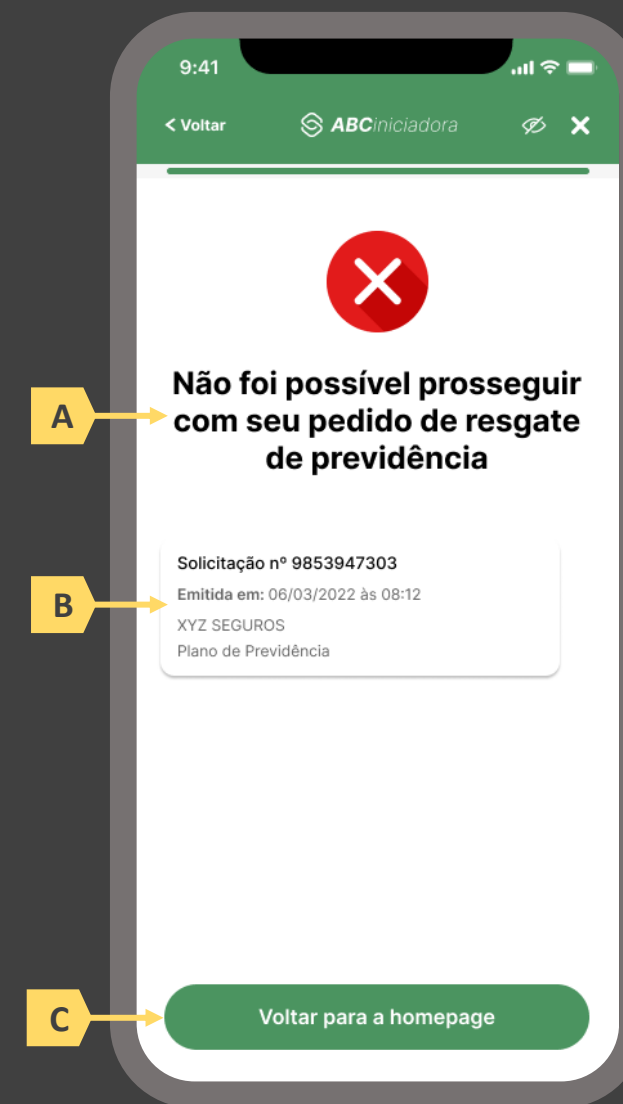 9:41
< Voltar
ABCiniciadora
A
Não foi possível prosseguir
com seu pedido de resgate
de previdência
Solicitação nº 9853947303
B
Emitida em: 06/03/2022 às 08:12
XYZ SEGUROS
Plano de Previdência
C
Voltar para a homepage